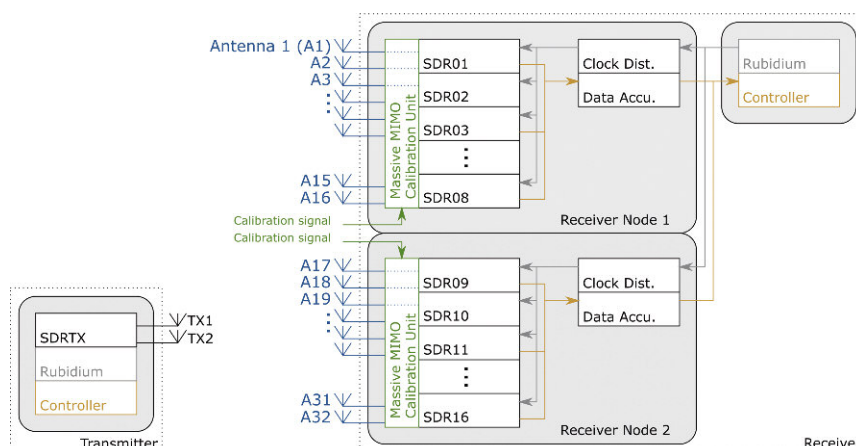 Antenna 1 (A1)
A2
A3
A15
A16
Massive MIMO
Calibration Unit
SDR01
SDR02
SDR03
SDR08
Clock Dist.
Data Accu.
Rubidium
Controller
Receiver Node 1
Calibration signal
Calibration signal
A17
A18
A19
A31
A32
Massive MIMO
Calibration Unit
SDR09
SDR10
SDR11
SDR16
Clock Dist.
Data Accu.
Receiver Node 2
TX1
TX2
SDRTX
Rubidium
Controller
Transmitter
Receive